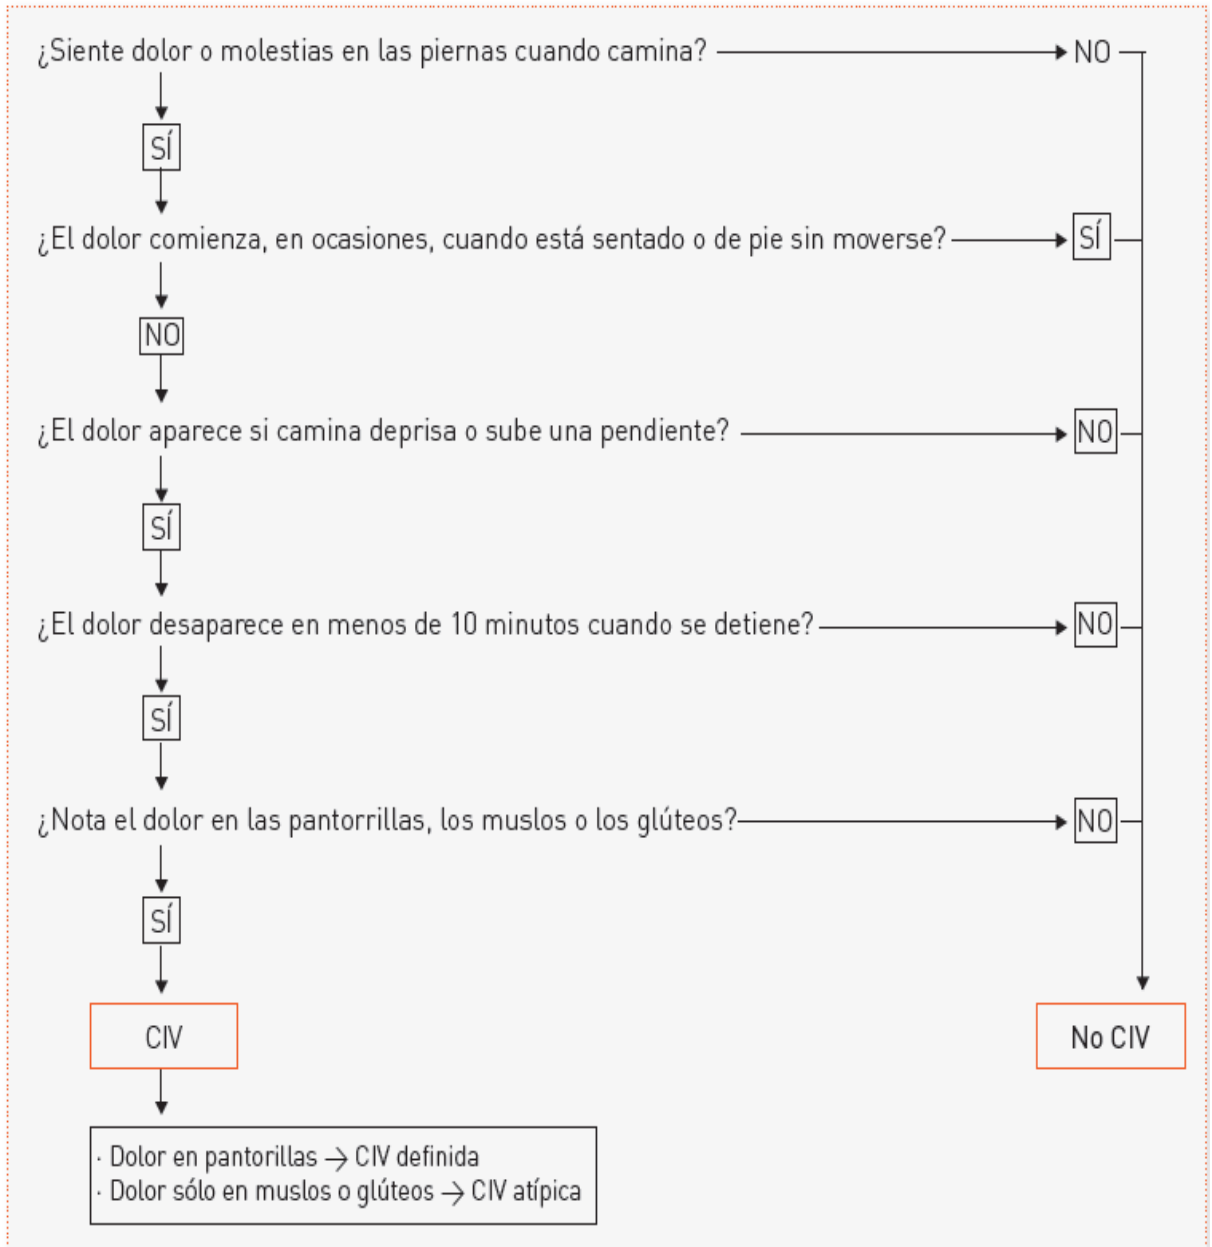 ¿Siente dolor o molestias en las piernas cuando camina? NO
SÍ
¿El dolor comienza, en ocasiones, cuando está sentado o de pie sin moverse? SÍ
NO
¿El dolor aparece si camina deprisa o sube una pendiente? NO
SÍ
¿El dolor desaparece en menos de 10 minutos cuando se detiene? NO
SÍ
¿Nota el dolor en las pantorrillas, los muslos o los glúteos? NO
SÍ
CIV No CIV
· Dolor en pantorillas → CIV definida
· Dolor sólo en muslos o glúteos → CIV atípica